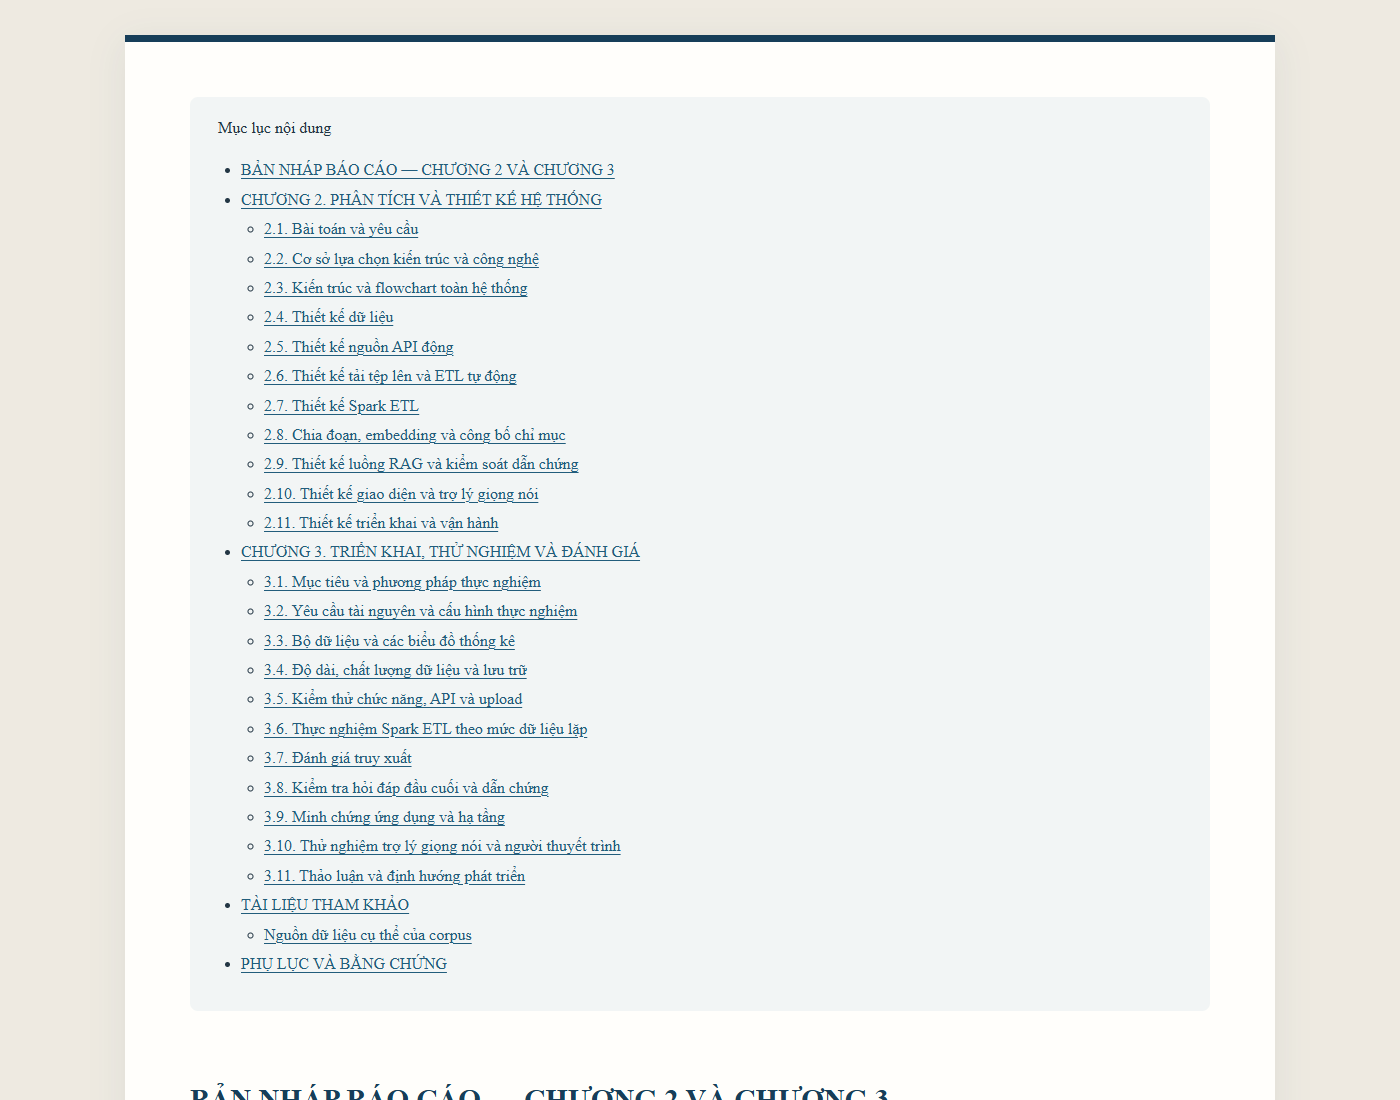 Mục lục nội dung
BẢN NHÁP BÁO CÁO — CHƯƠNG 2 VÀ CHƯƠNG 3
CHƯƠNG 2. PHÂN TÍCH VÀ THIẾT KẾ HỆ THỐNG
2.1. Bài toán và yêu cầu
2.2. Cơ sở lựa chọn kiến trúc và công nghệ
2.3. Kiến trúc và flowchart toàn hệ thống
2.4. Thiết kế dữ liệu
2.5. Thiết kế nguồn API động
2.6. Thiết kế tải tệp lên và ETL tự động
2.7. Thiết kế Spark ETL
2.8. Chia đoạn, embedding và công bố chỉ mục
2.9. Thiết kế luồng RAG và kiểm soát dẫn chứng
2.10. Thiết kế giao diện và trợ lý giọng nói
2.11. Thiết kế triển khai và vận hành
CHƯƠNG 3. TRIỂN KHAI, THỬ NGHIỆM VÀ ĐÁNH GIÁ
3.1. Mục tiêu và phương pháp thực nghiệm
3.2. Yêu cầu tài nguyên và cấu hình thực nghiệm
3.3. Bộ dữ liệu và các biểu đồ thống kê
3.4. Độ dài, chất lượng dữ liệu và lưu trữ
3.5. Kiểm thử chức năng, API và upload
3.6. Thực nghiệm Spark ETL theo mức dữ liệu lặp
3.7. Đánh giá truy xuất
3.8. Kiểm tra hỏi đáp đầu cuối và dẫn chứng
3.9. Minh chứng ứng dụng và hạ tầng
3.10. Thử nghiệm trợ lý giọng nói và người thuyết trình
3.11. Thảo luận và định hướng phát triển
TÀI LIỆU THAM KHẢO
Nguồn dữ liệu cụ thể của corpus
PHỤ LỤC VÀ BẰNG CHỨNG
BẢN NHÁP BÁO CÁO — CHƯƠNG 2 VÀ CHƯƠNG 3